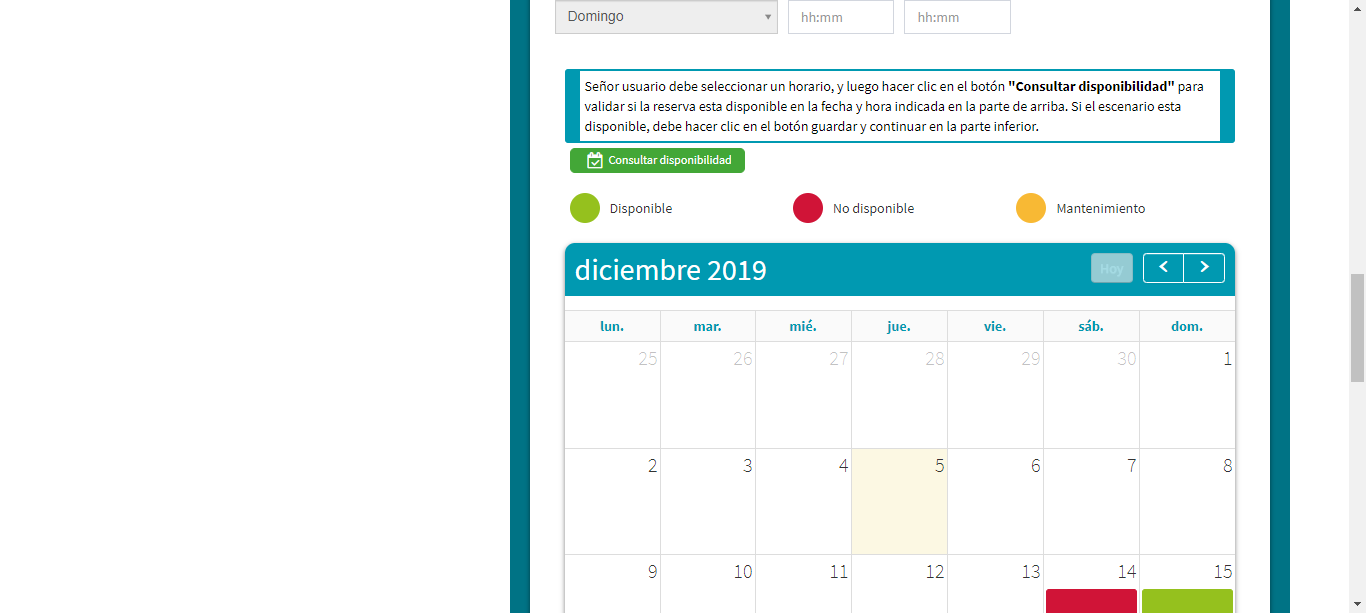 Domingo hh:mm hh:mm
Señor usuario debe seleccionar un horario, y luego hacer clic en el botón "Consultar disponibilidad" para
validar si la reserva esta disponible en la fecha y hora indicada en la parte de arriba. Si el escenario esta
disponible, debe hacer clic en el botón guardar y continuar en la parte inferior.
Consultar disponibilidad
Disponible No disponible Mantenimiento
diciembre 2019 Hoy
lun. mar. mié. jue. vie. sáb. dom.
25 26 27 28 29 30 1
2 3 4 5 6 7 8
9 10 11 12 13 14 15